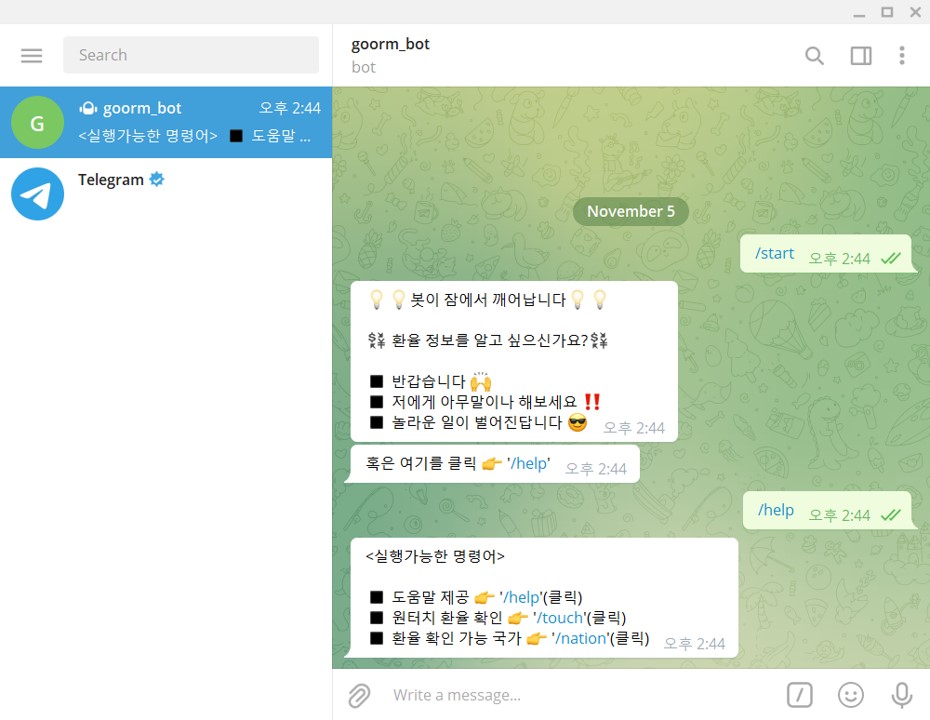 Search
goorm_bot
bot
G
goorm_bot
오후 2:44
<실행가능한 명령어> ⬛ 도움말 ...
Telegram
November 5
/start 오후 2:44
💡💡봇이 잠에서 깨어납니다💡💡
💱 환율 정보를 알고 싶으신가요?💱
⬛ 반갑습니다 🙌
⬛ 저에게 아무말이나 해보세요 ‼️
⬛ 놀라운 일이 벌어진답니다 😎 오후 2:44
혹은 여기를 클릭 👉 '/help' 오후 2:44
/help 오후 2:44
<실행가능한 명령어>
⬛ 도움말 제공 👉 '/help'(클릭)
⬛ 원터치 환율 확인 👉 '/touch'(클릭)
⬛ 환율 확인 가능 국가 👉 '/nation'(클릭) 오후 2:44
Write a message...